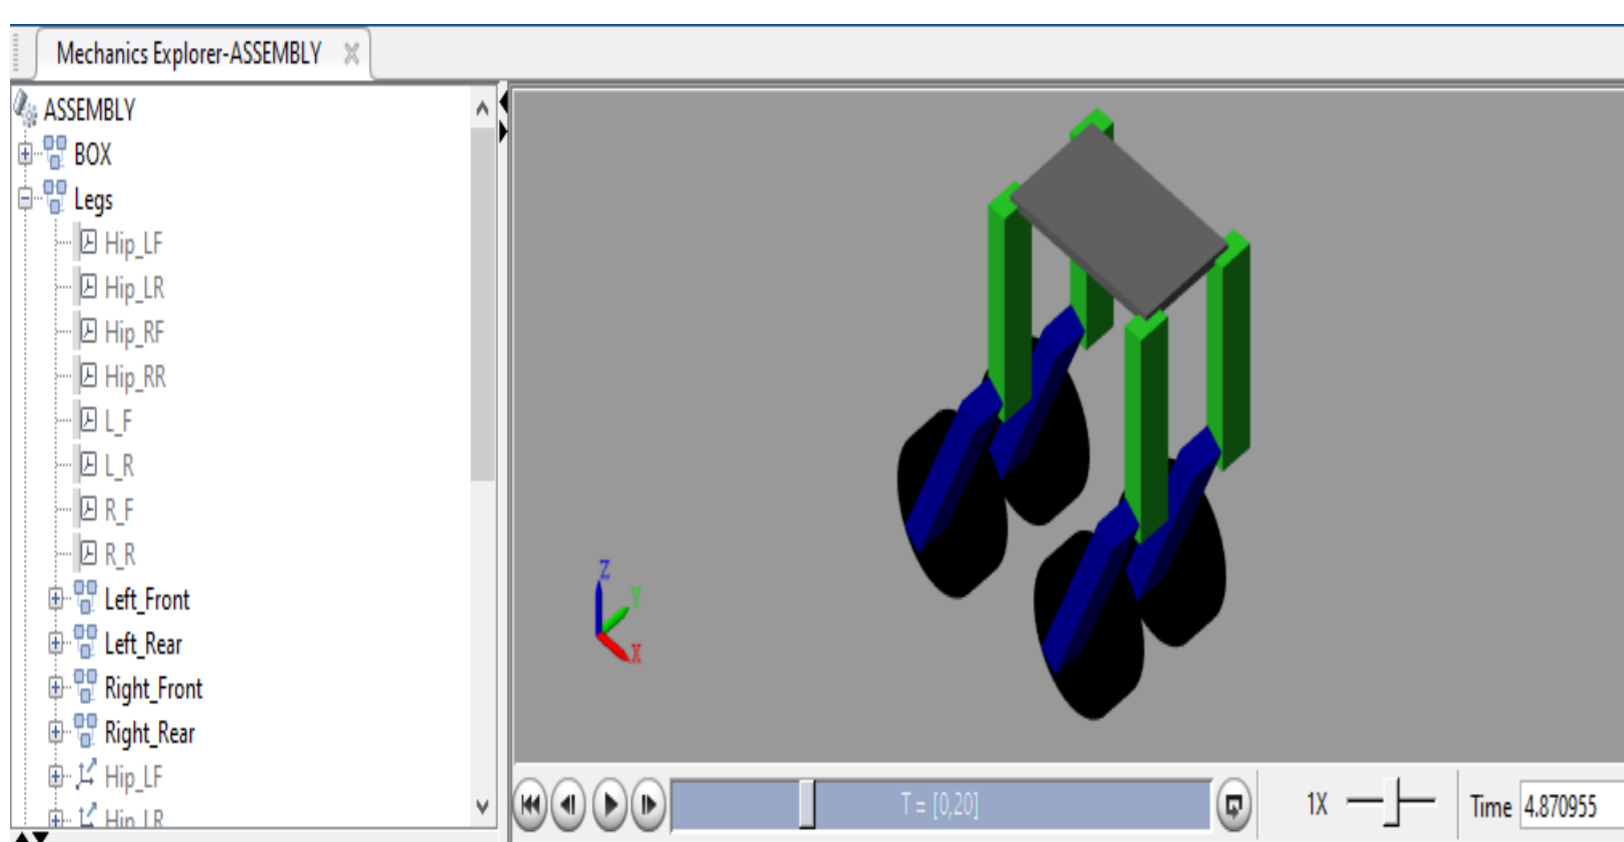 Mechanics Explorer-ASSEMBLY
ASSEMBLY
BOX
Legs
Hip_LF
Hip_LR
Hip_RF
Hip_RR
L_F
L_R
R_F
R_R
Left_Front
Left_Rear
Right_Front
Right_Rear
Hip_LF
Hip_LR
Z
Y
X
T = [0,20]
1X
Time 4.870955